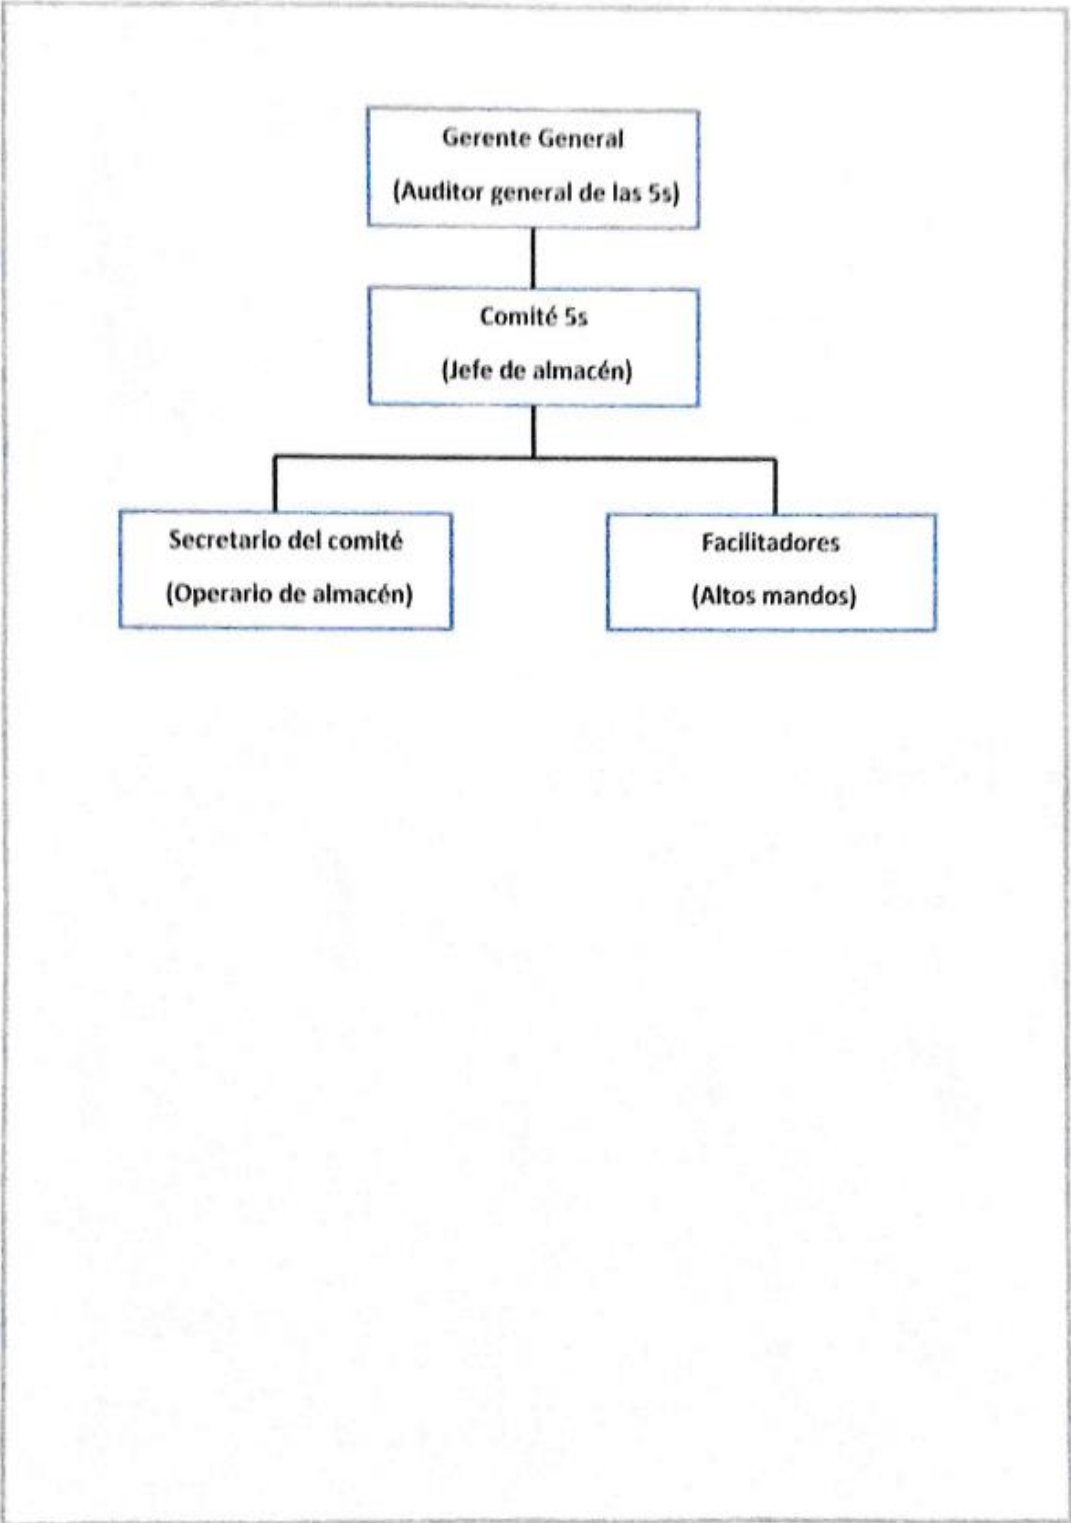 Gerente General
(Auditor general de las 5s)
Comité 5s
(Jefe de almacén)
Secretario del comité
(Operario de almacén)
Facilitadores
(Altos mandos)